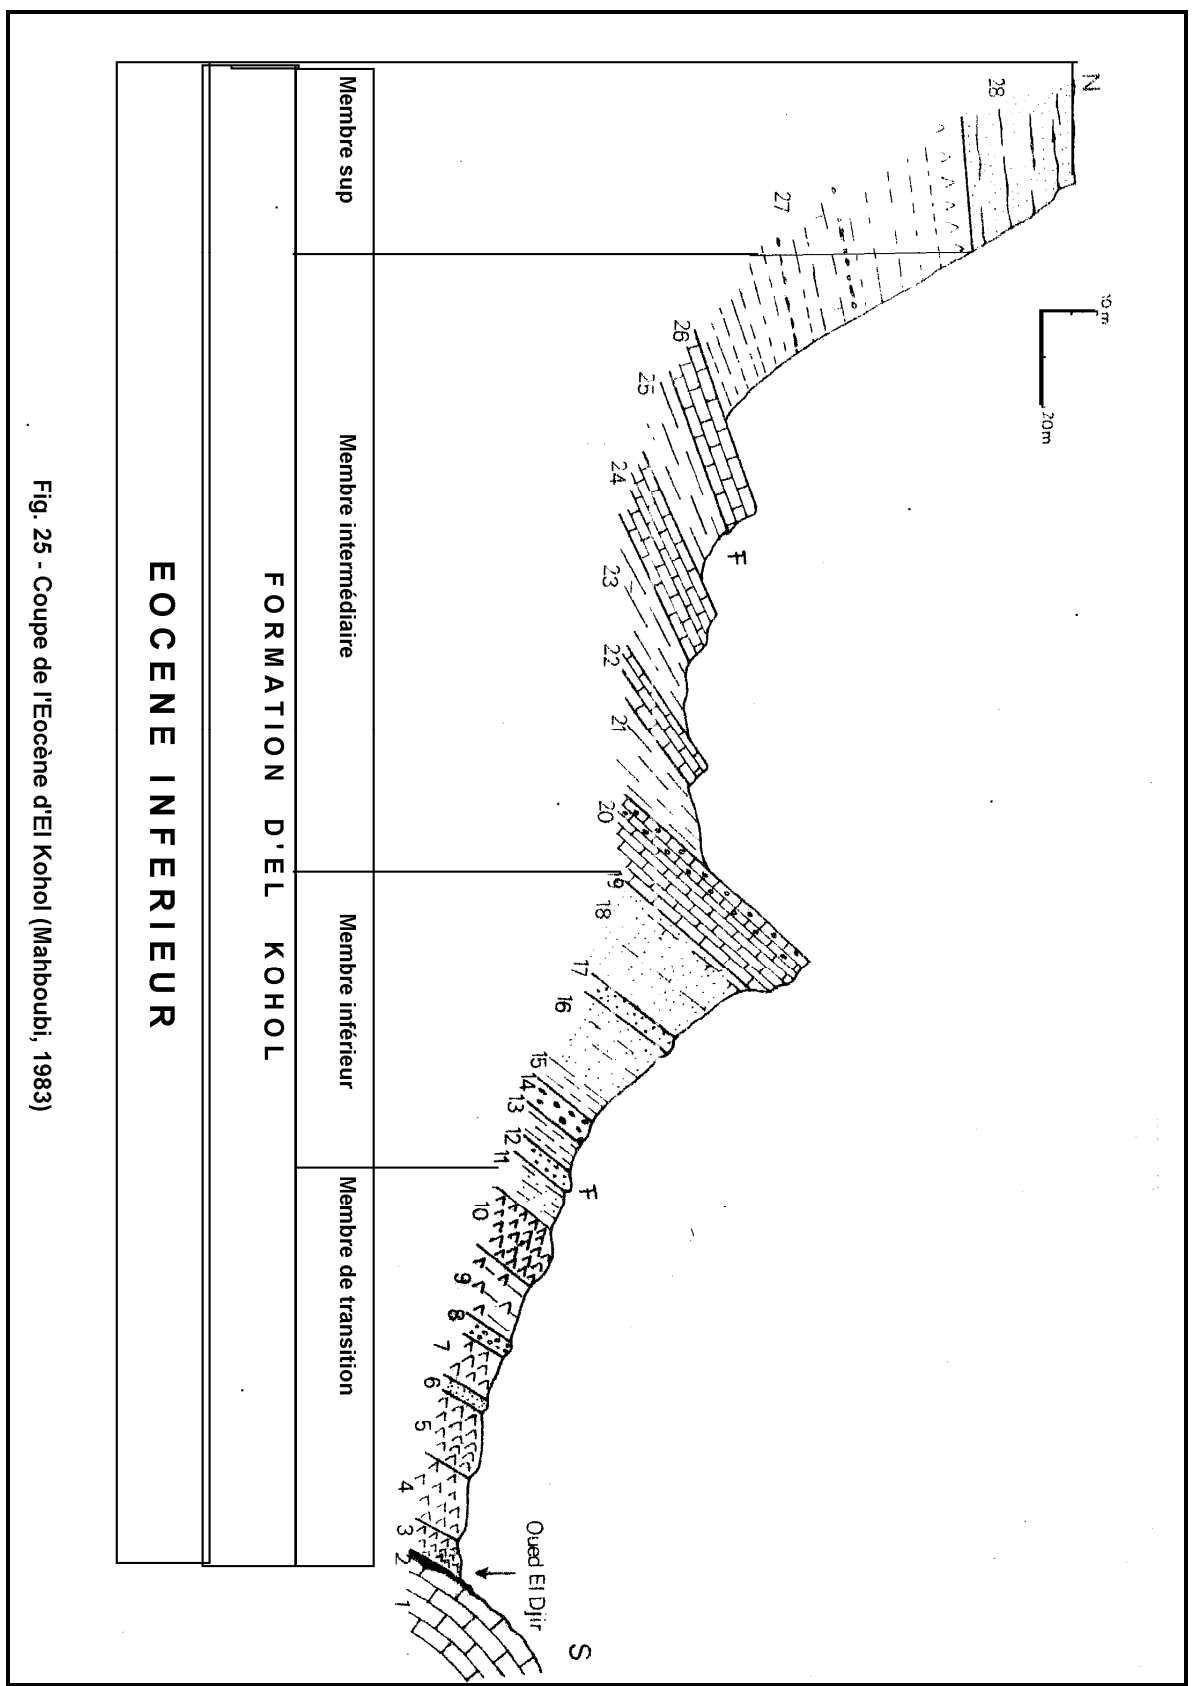 N
S
10m
20m
28
27
26
25
24
23
22
21
20
19
18
17
16
15
14
13
12
11
10
9
8
7
6
5
4
3
2
1
F
F
Oued El Djir
Membre sup
Membre intermédiaire
Membre inférieur
Membre de transition
FORMATION D'EL KOHOL
EOCENE INFERIEUR
Fig. 25 - Coupe de l'Eocène d'El Kohol (Mahboubi, 1983)